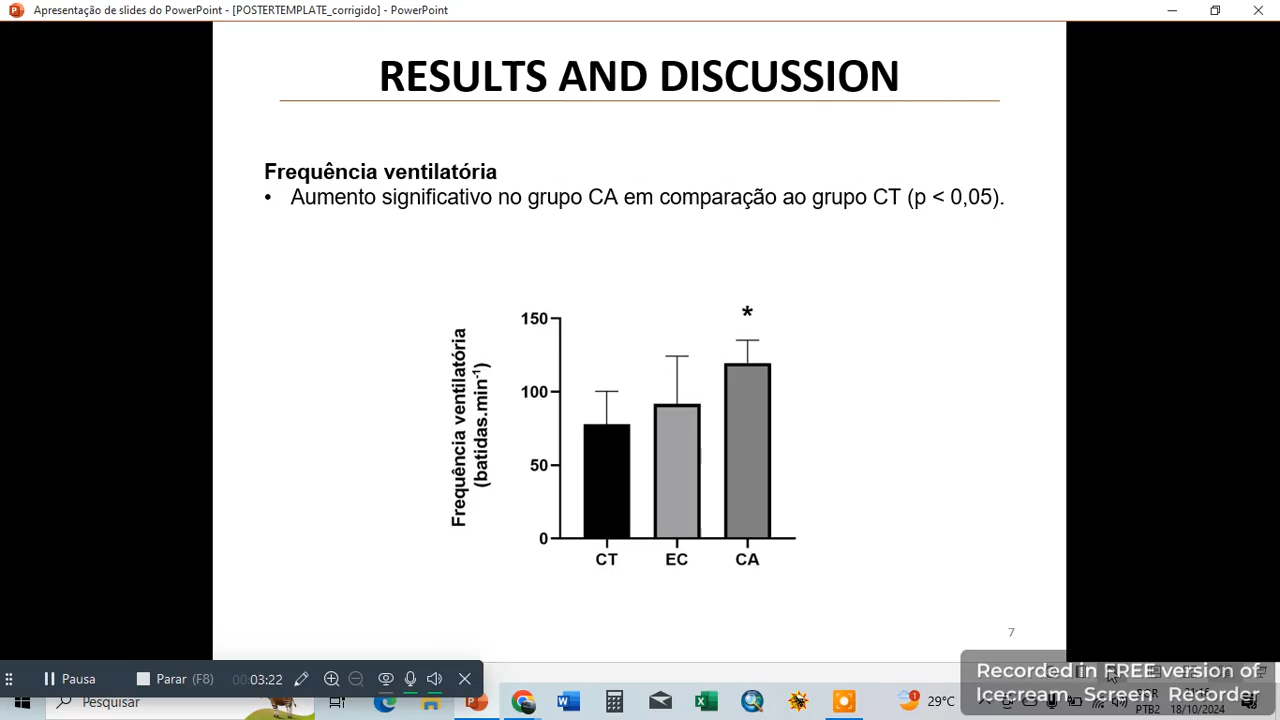 Apresentação de slides do PowerPoint - [POSTERTEMPLATE_corrigido] - PowerPoint
RESULTS AND DISCUSSION
Frequência ventilatória
• Aumento significativo no grupo CA em comparação ao grupo CT (p < 0,05).
*
150
100
50
0
Frequência ventilatória
(batidas.min-1)
CT EC CA
7
Pausa
Parar (F8)
00:03:22
Recorded in FREE version of
Icecream Screen Recorder
Pesquisar
1
29°C
PTB2
18/10/2024